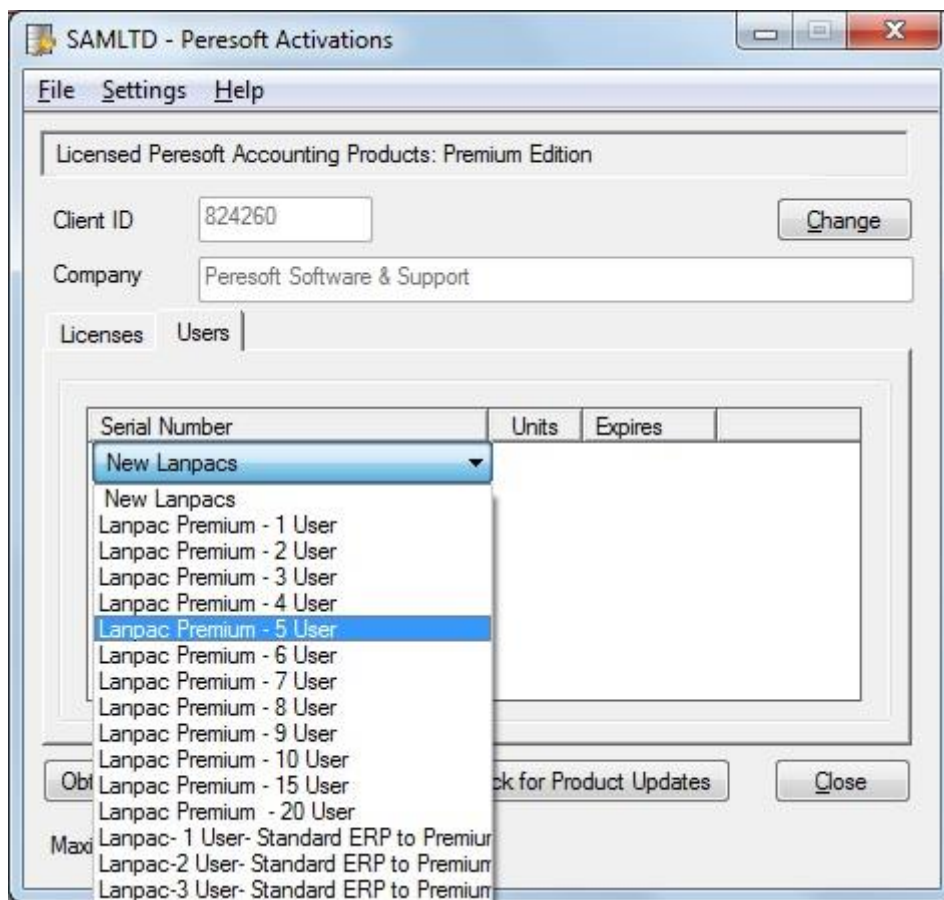 SAMLTD - Peresoft Activations
File Settings Help
Licensed Peresoft Accounting Products: Premium Edition
Client ID 824260 Change
Company Peresoft Software & Support
Licenses Users
Serial Number Units Expires
New Lanpacs
New Lanpacs
Lanpac Premium - 1 User
Lanpac Premium - 2 User
Lanpac Premium - 3 User
Lanpac Premium - 4 User
Lanpac Premium - 5 User
Lanpac Premium - 6 User
Lanpac Premium - 7 User
Lanpac Premium - 8 User
Lanpac Premium - 9 User
Lanpac Premium - 10 User
Lanpac Premium - 15 User
Lanpac Premium - 20 User
Lanpac- 1 User- Standard ERP to Premium
Lanpac-2 User- Standard ERP to Premium
Lanpac-3 User- Standard ERP to Premium
for Product Updates Close